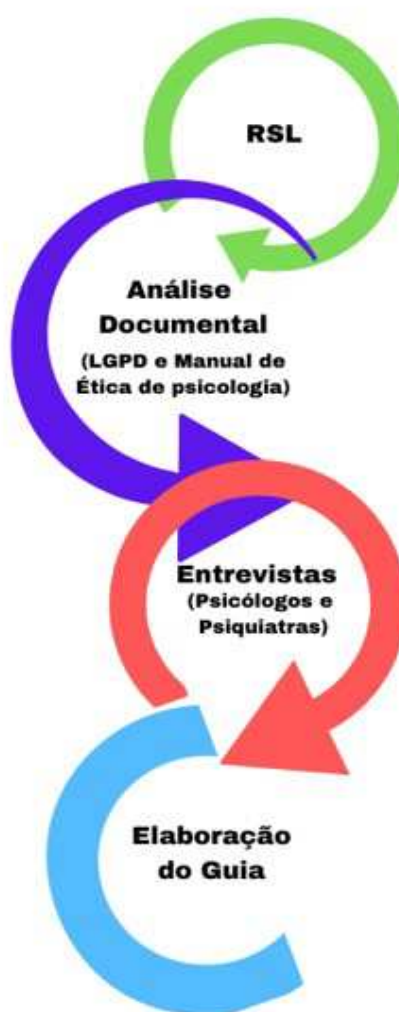 RSL
Análise
Documental
(LGPD e Manual de
Ética de psicologia)
Entrevistas
(Psicólogos e
Psiquiatras)
Elaboração
do Guia